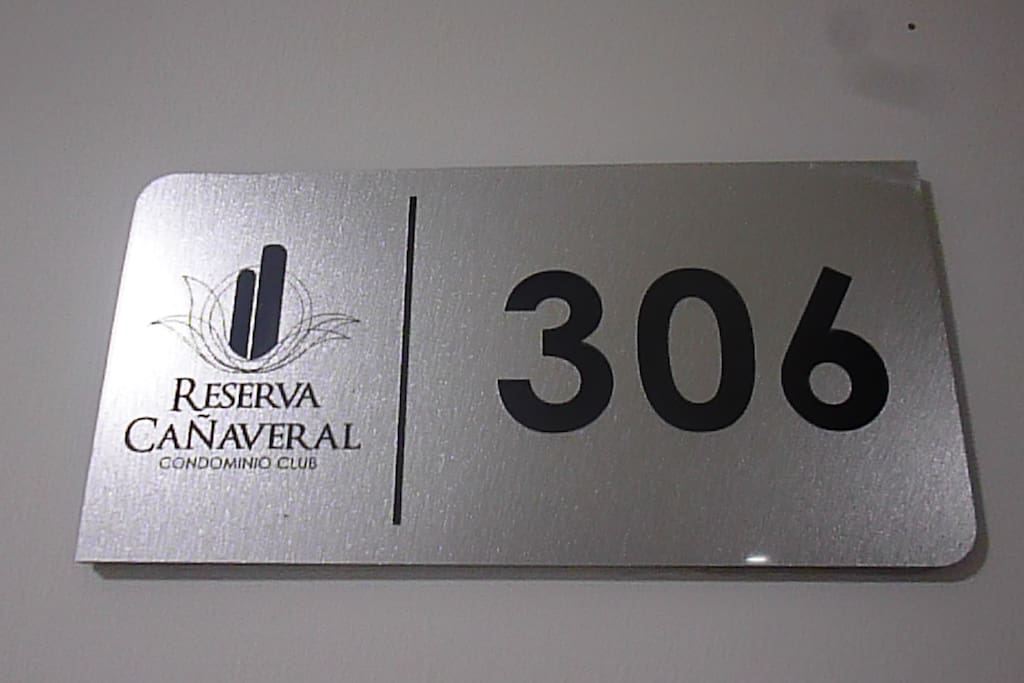 RESERVA
CAÑAVERAL
CONDOMINIO CLUB
306